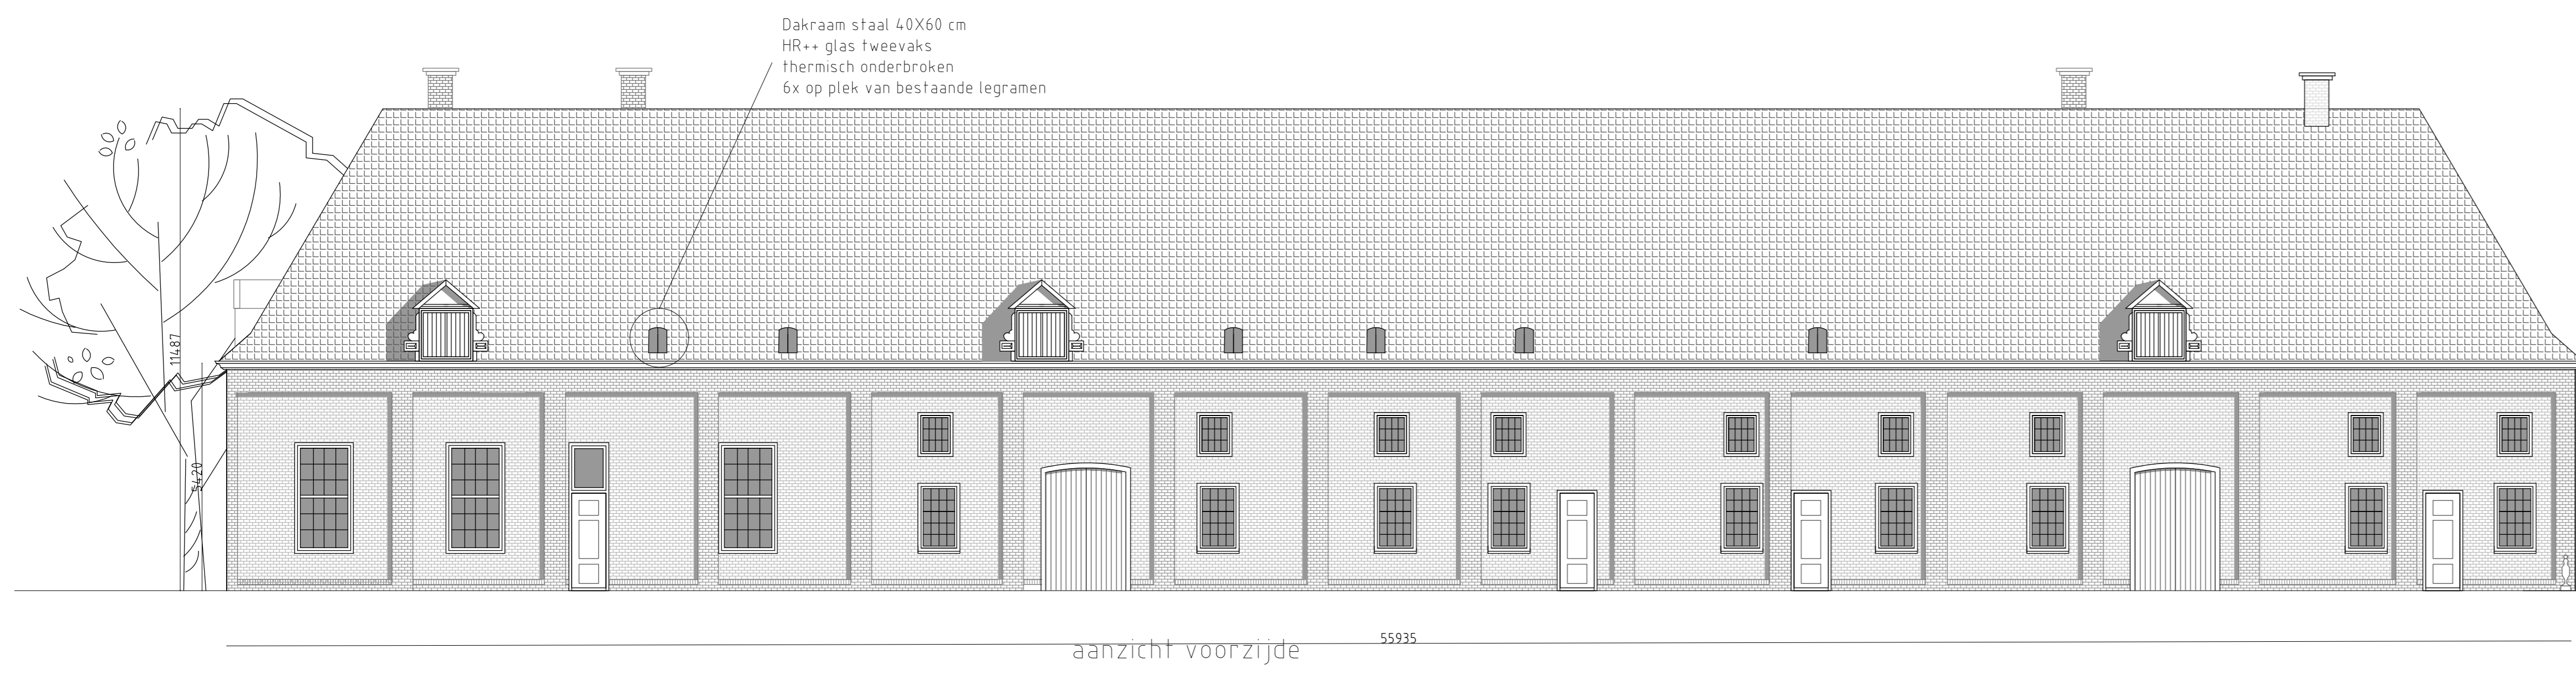 Dakraam staal 40X60 cm
HR++ glas tweevaks
thermisch onderbroken
6x op plek van bestaande legramen
11487
5420
55935
aanzicht voorzijde